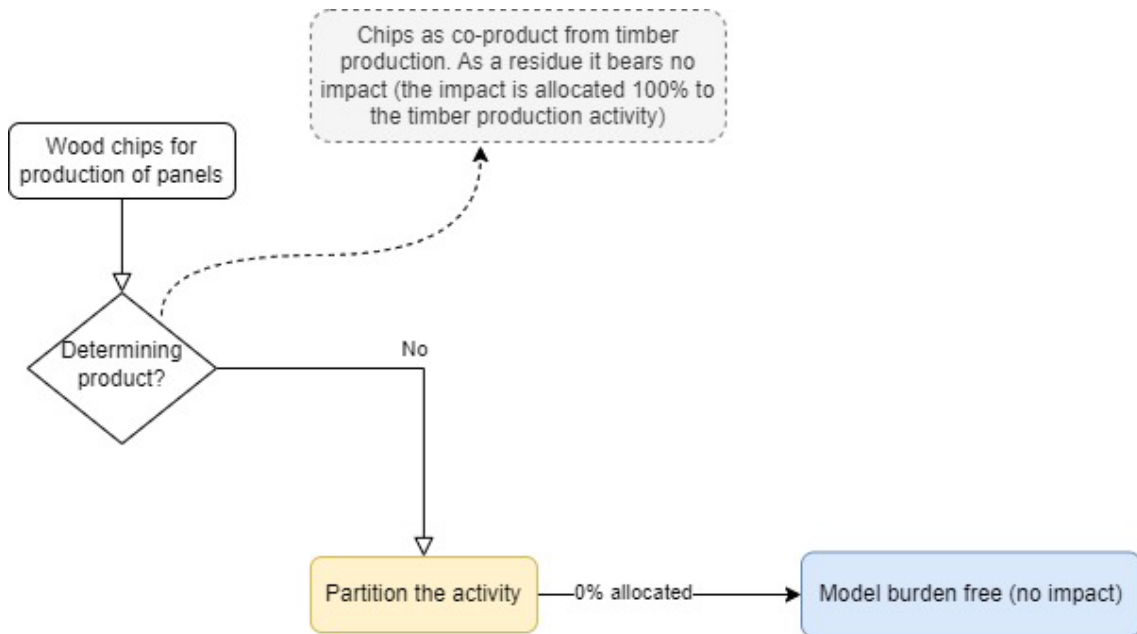 Chips as co-product from timber
production. As a residue it bears no
impact (the impact is allocated 100% to
the timber production activity)
Wood chips for
production of panels
Determining
product?
No
Partition the activity
0% allocated
Model burden free (no impact)